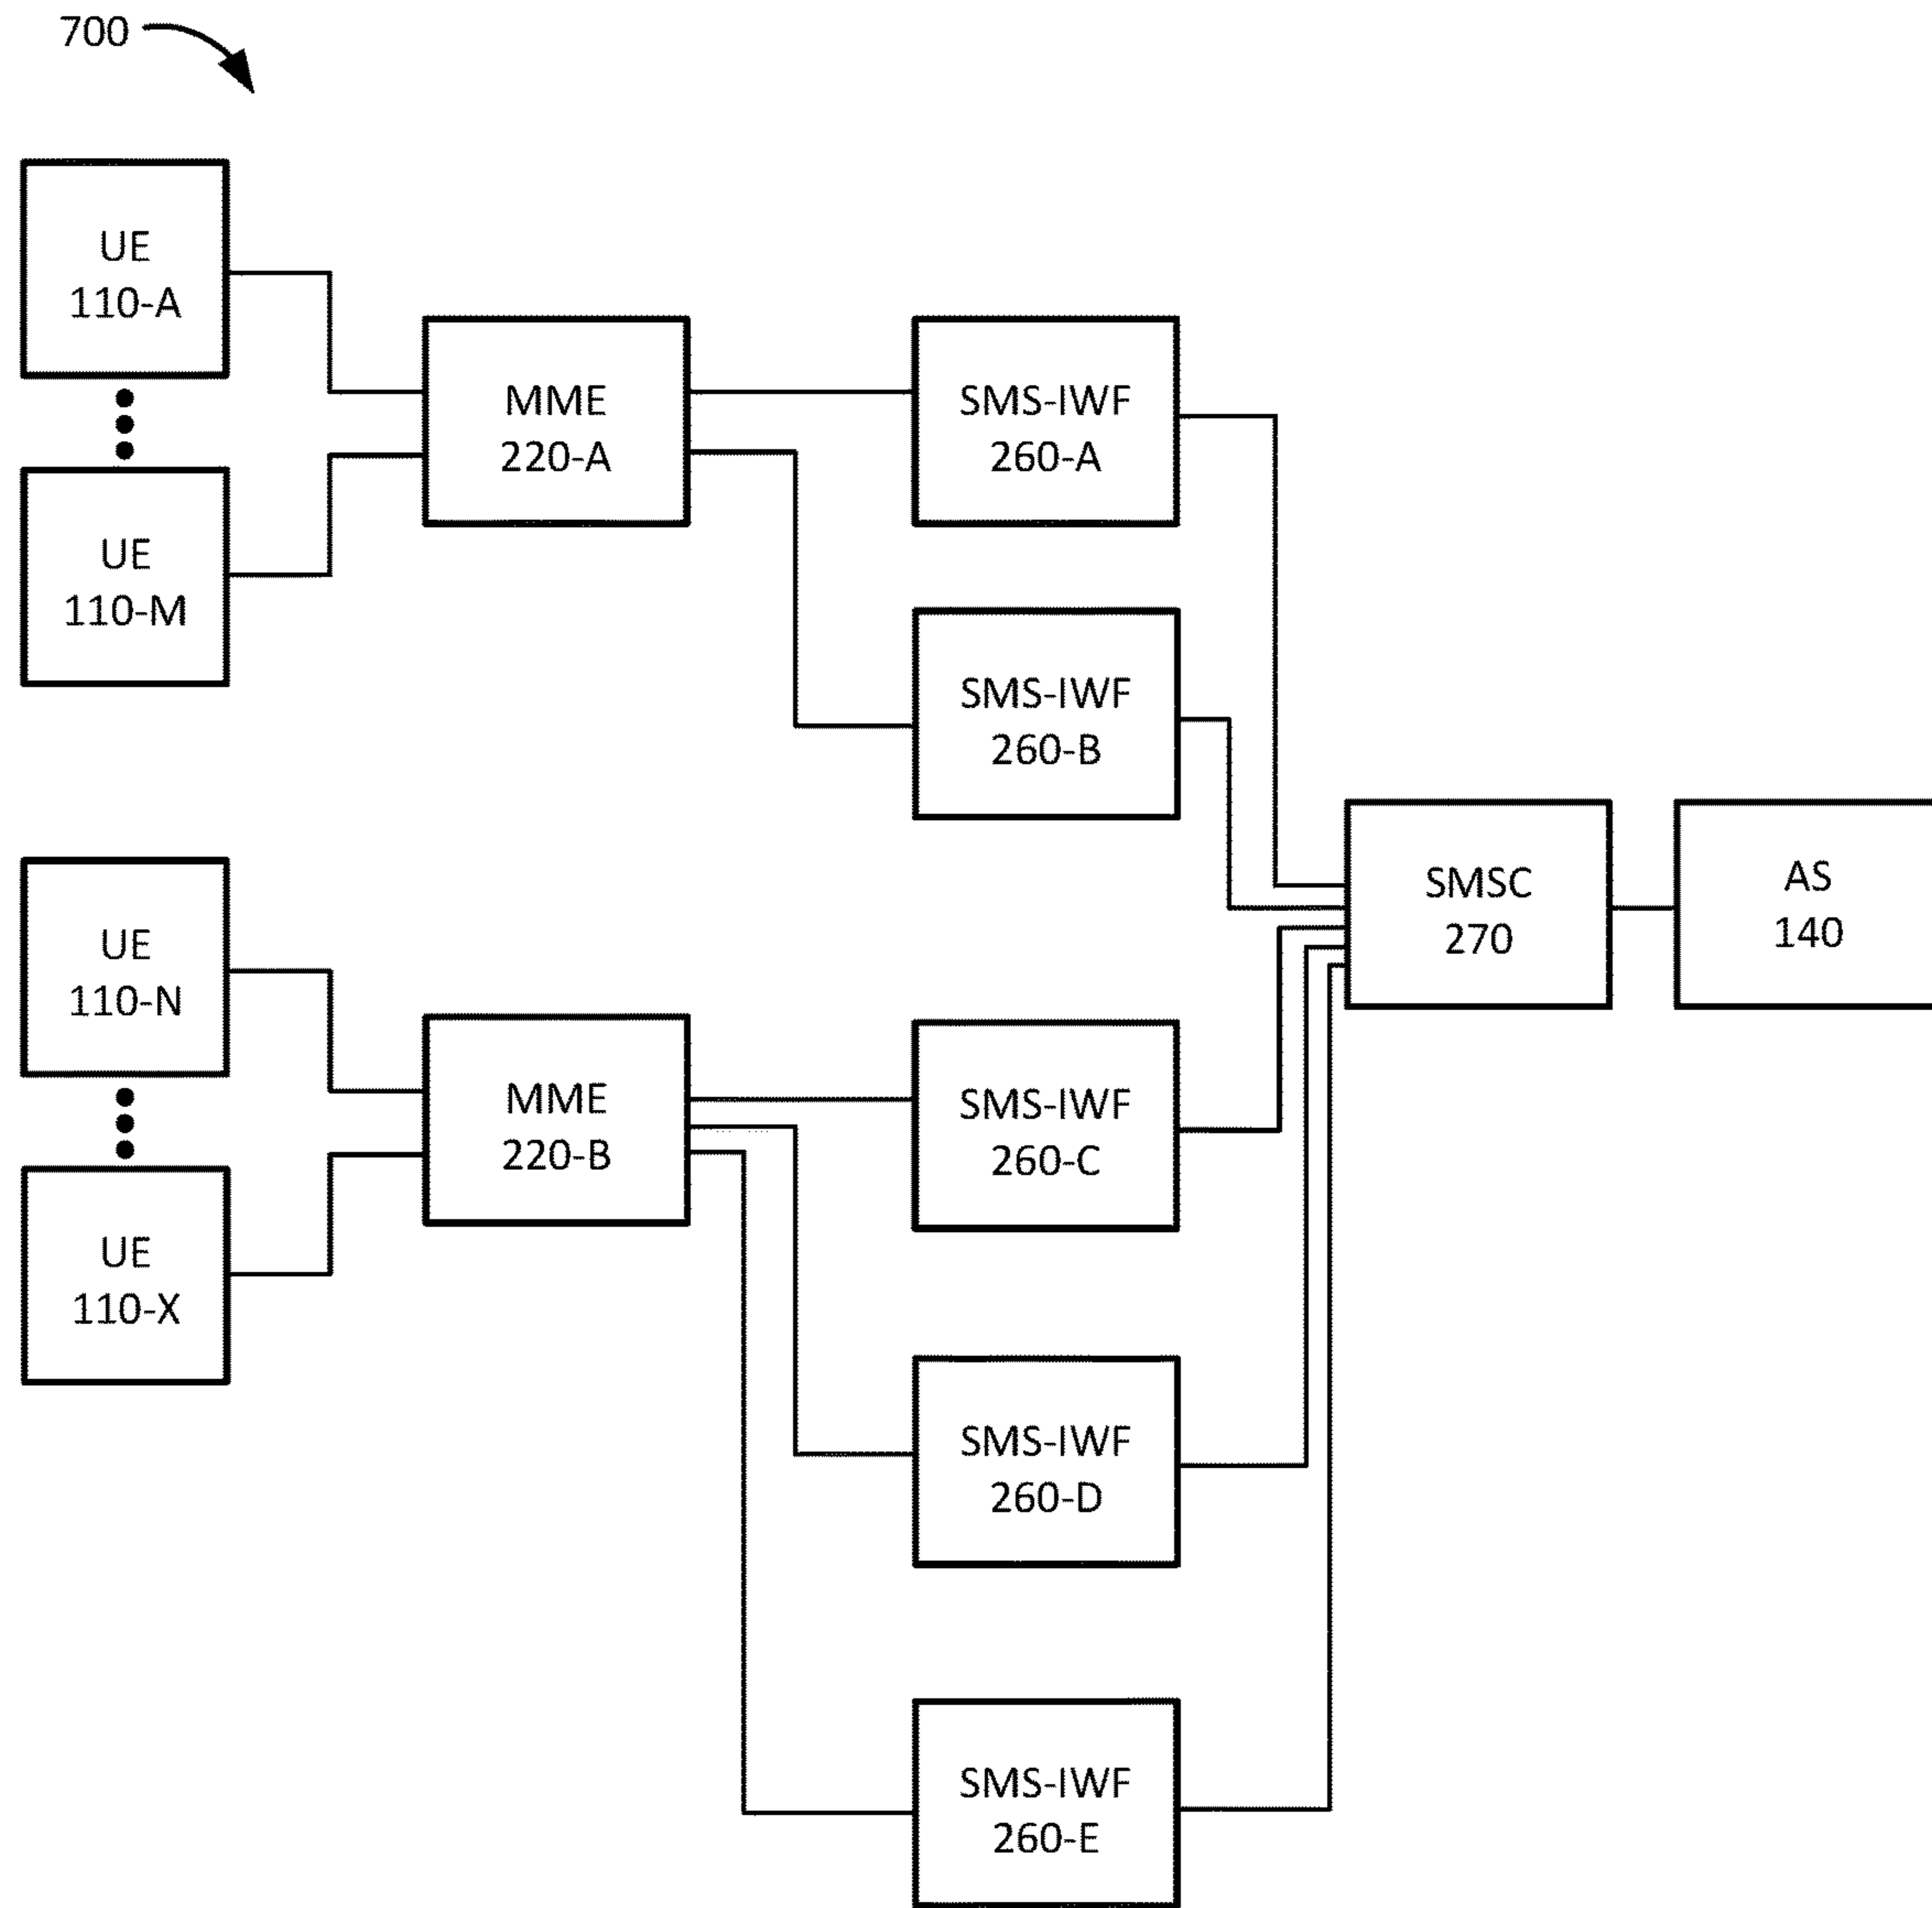 700
UE
110-A
UE
110-M
MME
220-A
SMS-IWF
260-A
SMS-IWF
260-B
UE
110-N
UE
110-X
MME
220-B
SMS-IWF
260-C
SMS-IWF
260-D
SMS-IWF
260-E
SMSC
270
AS
140